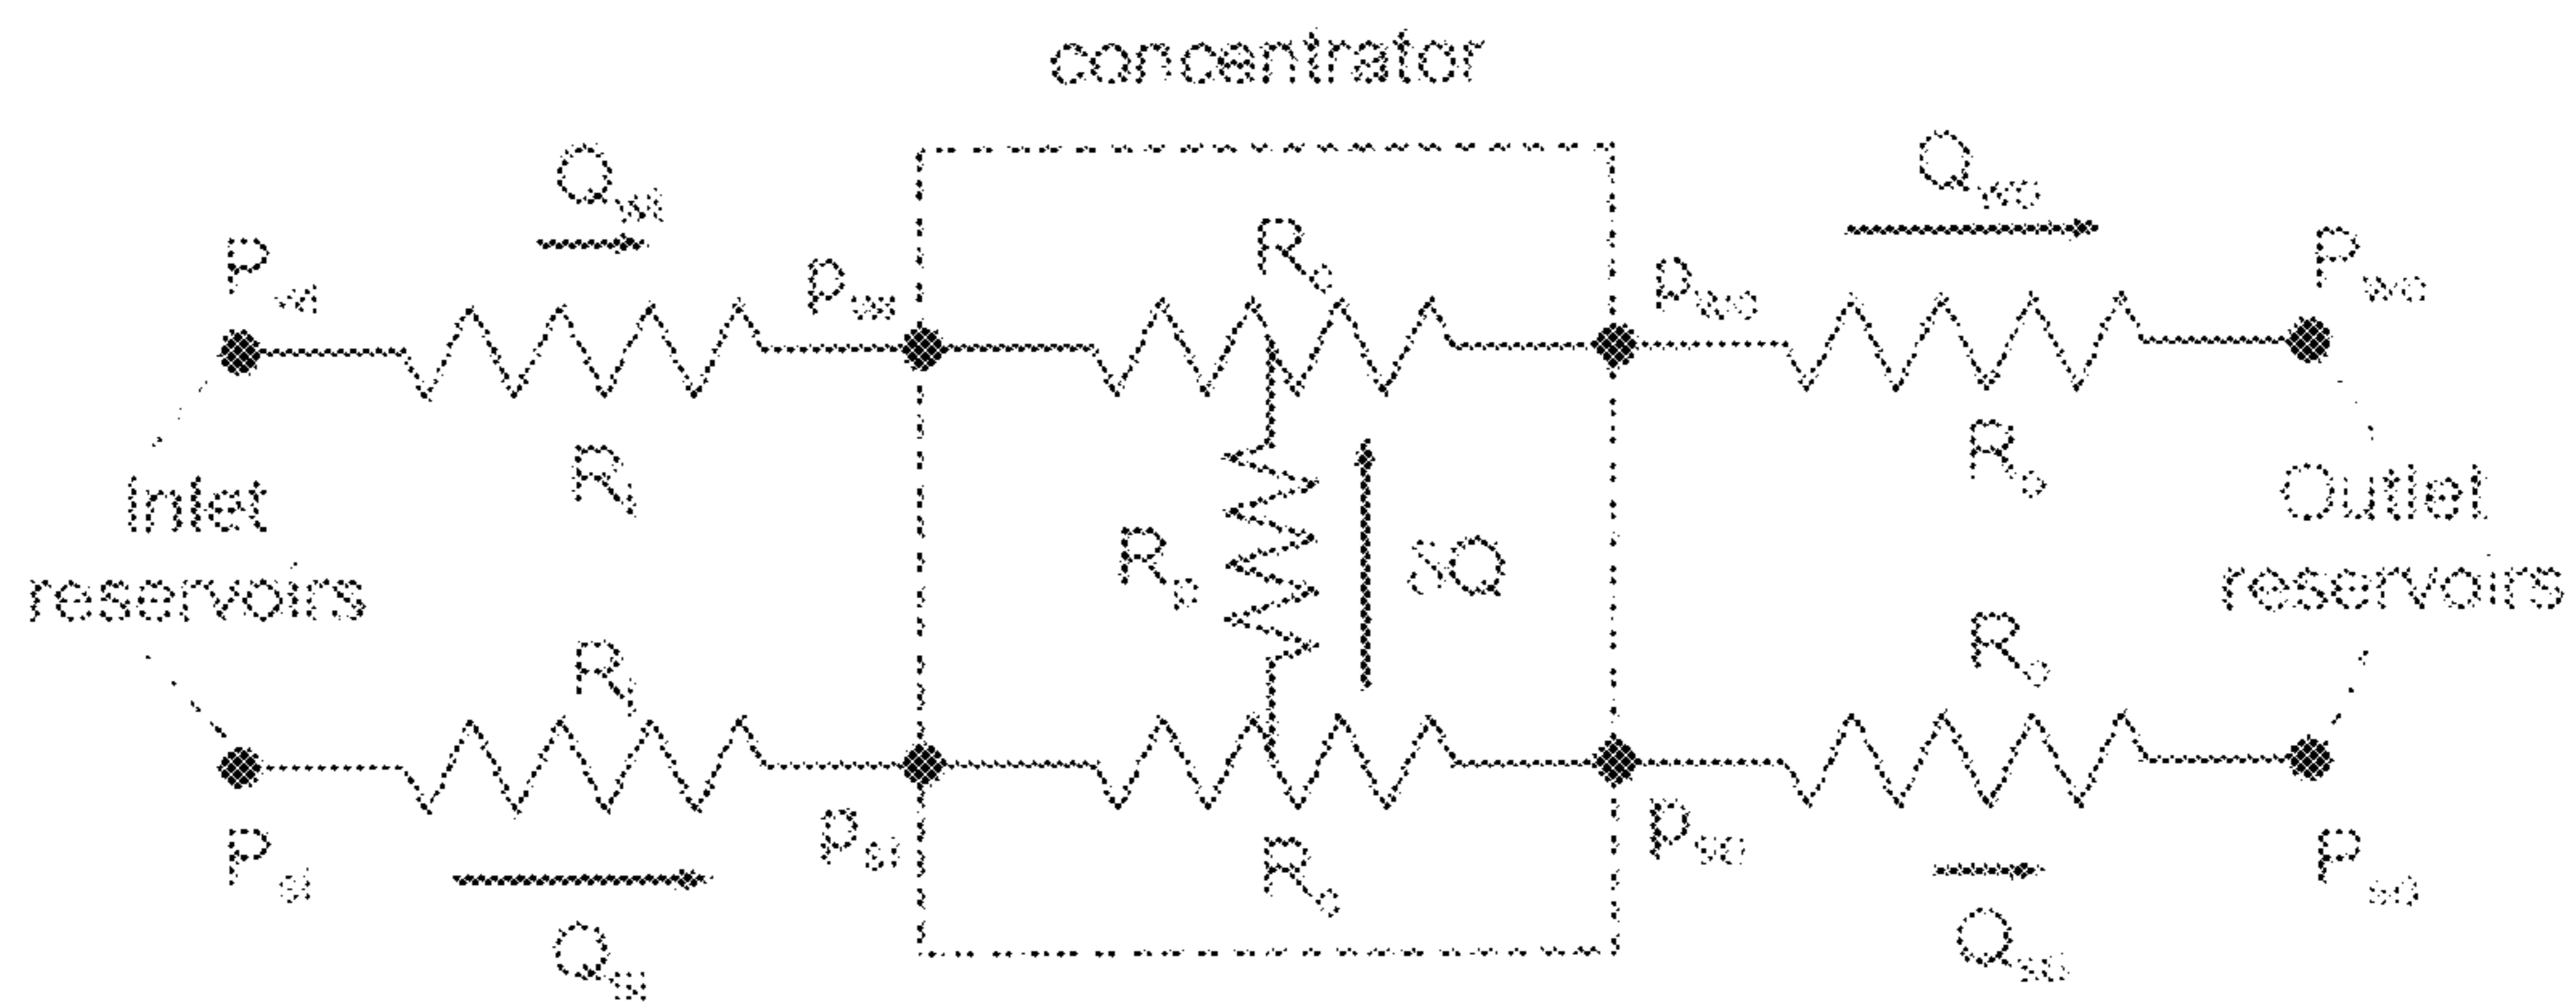 concentrator
Q_wi
Q_wo
P_wi
p_wi
R_c
p_wo
P_wo
R_i
R_o
Inlet
reservoirs
R_p
δQ
Outlet
reservoirs
R_i
R_o
P_si
p_si
R_c
p_so
P_so
Q_si
Q_so